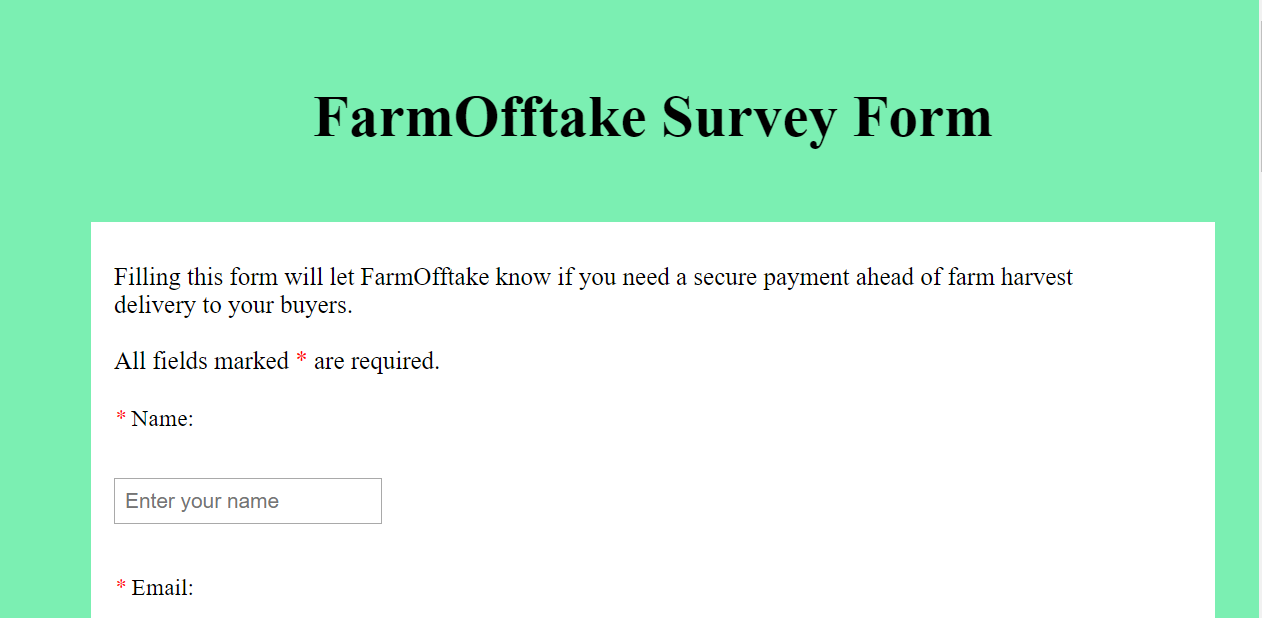 FarmOfftake Survey Form
Filling this form will let FarmOfftake know if you need a secure payment ahead of farm harvest
delivery to your buyers.
All fields marked * are required.
* Name:
Enter your name
* Email: